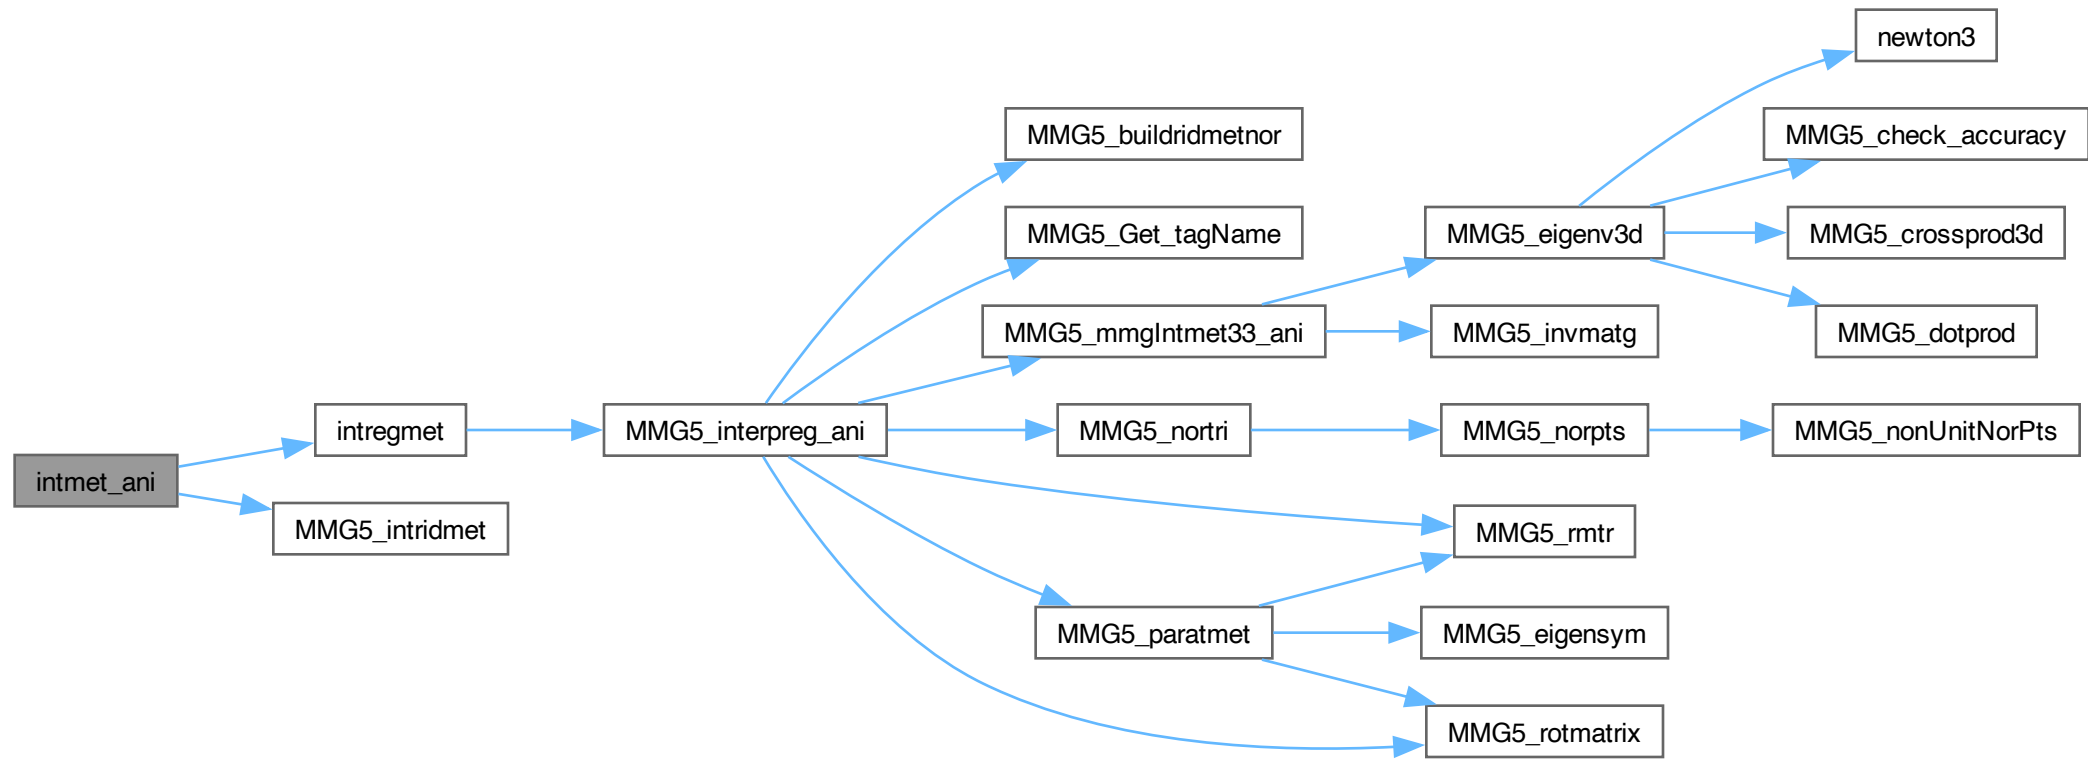 intmet_ani
intregmet
MMG5_intridmet
MMG5_interpreg_ani
MMG5_buildridmetnor
MMG5_Get_tagName
MMG5_mmgIntmet33_ani
MMG5_nortri
MMG5_paratmet
MMG5_eigenv3d
MMG5_invmatg
MMG5_norpts
MMG5_rmtr
MMG5_eigensym
MMG5_rotmatrix
newton3
MMG5_check_accuracy
MMG5_crossprod3d
MMG5_dotprod
MMG5_nonUnitNorPts